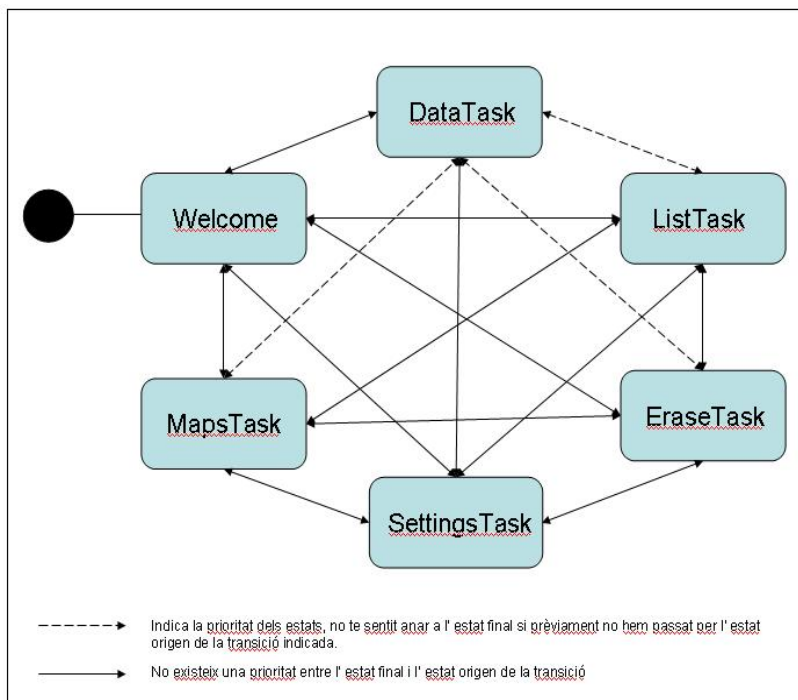 DataTask
Welcome
ListTask
MapsTask
EraseTask
SettingsTask
Indica la prioritat dels estats, no te sentit anar a l' estat final si prèviament no hem passat per l' estat
origen de la transició indicada.
No existeix una prioritat entre l' estat final i l' estat origen de la transició